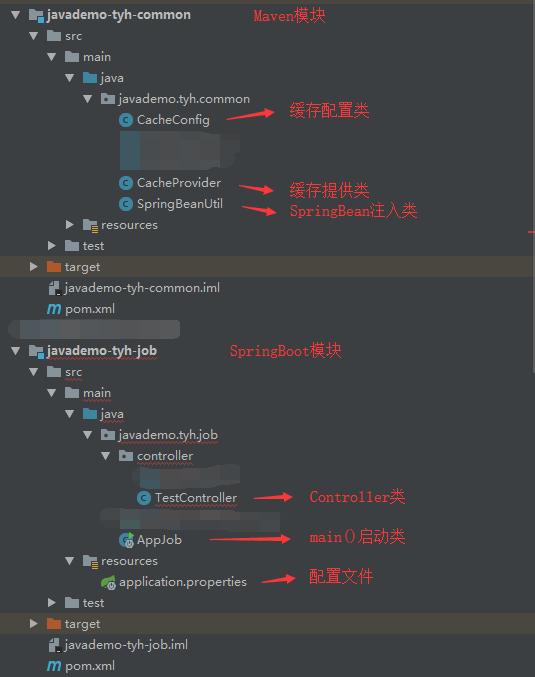 javademo-tyh-common Maven模块
src
main
java
javademo.tyh.common
CacheConfig 缓存配置类
CacheProvider 缓存提供类
SpringBeanUtil SpringBean注入类
resources
test
target
javademo-tyh-common.iml
pom.xml
javademo-tyh-job SpringBoot模块
src
main
java
javademo.tyh.job
controller
TestController Controller类
AppJob main()启动类
resources
application.properties 配置文件
test
target
javademo-tyh-job.iml
pom.xml